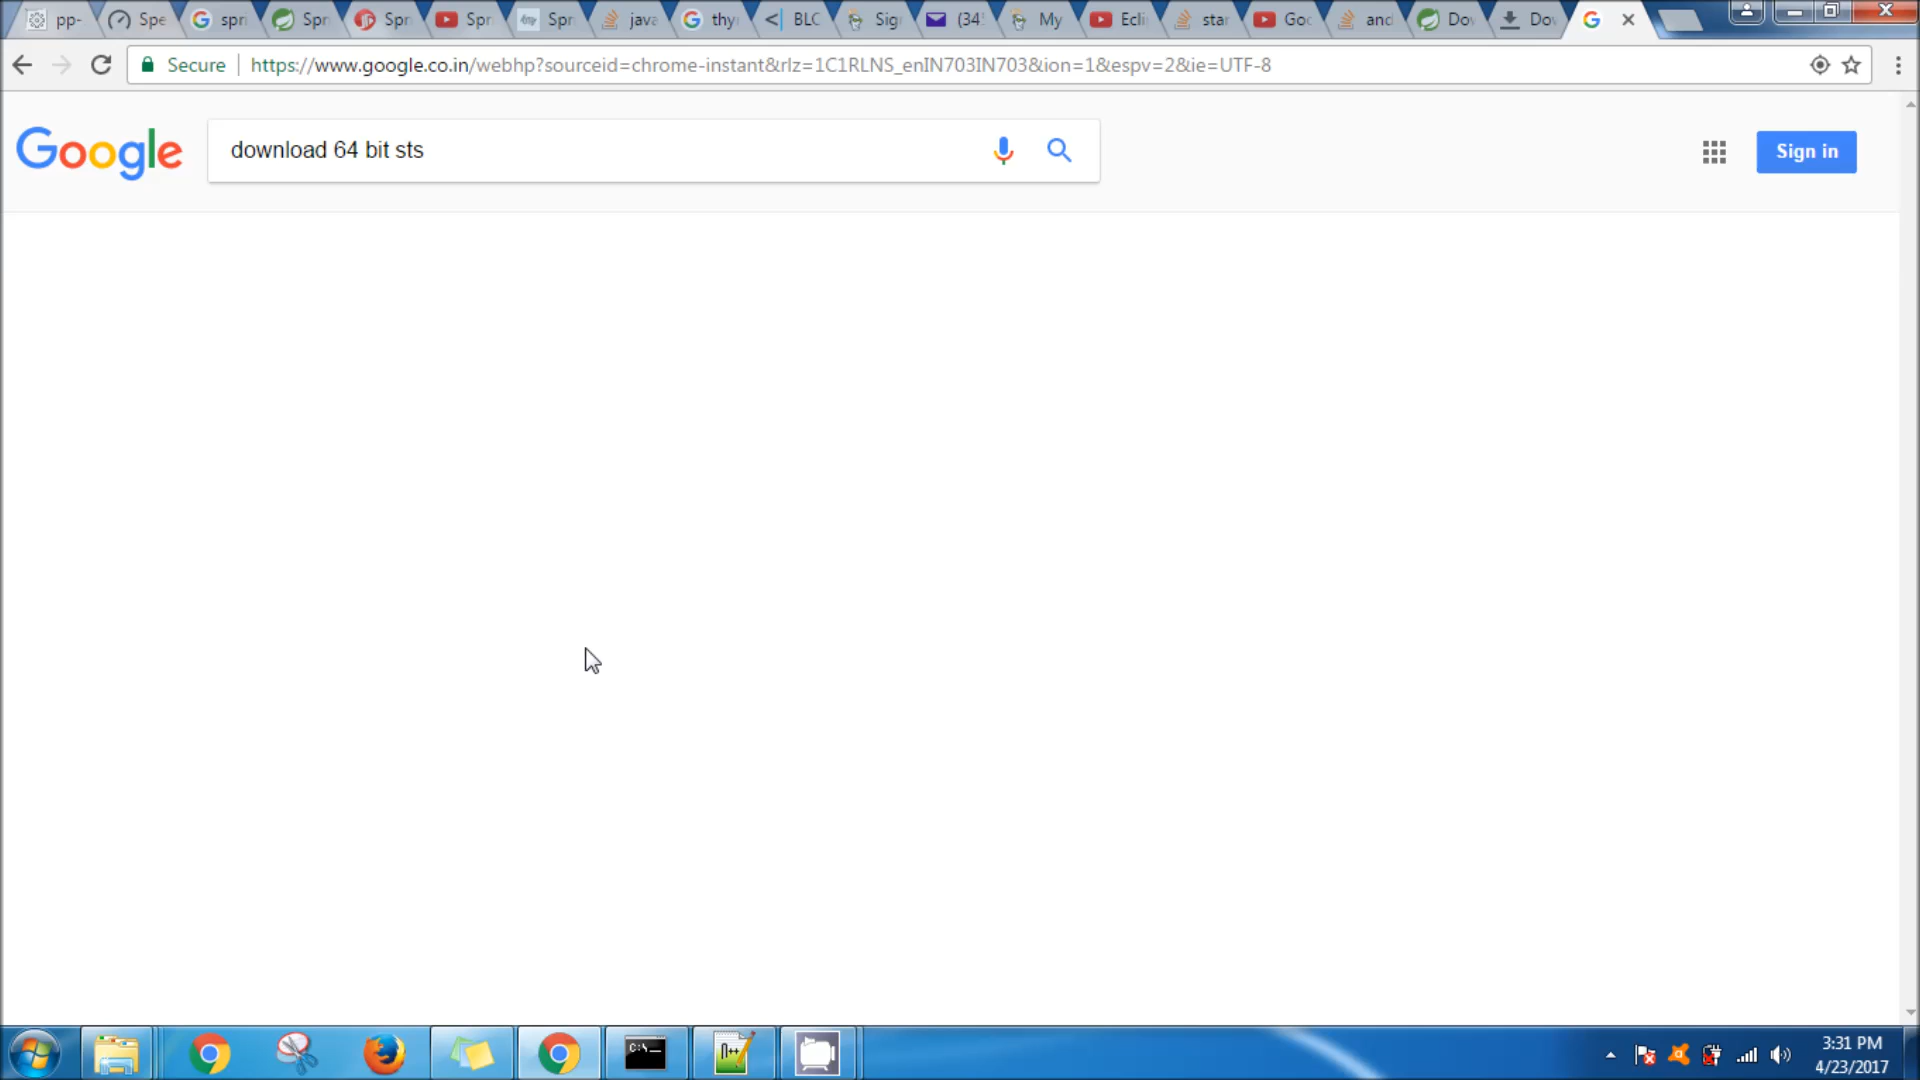 pp- Spe spri Spr Spr Spr Spr java thy BLC Sig (34! My Ecli star Goo and Dov Dov
Secure https://www.google.co.in/webhp?sourceid=chrome-instant&rlz=1C1RLNS_enIN703IN703&ion=1&espv=2&ie=UTF-8
Google download 64 bit sts Sign in
C:\_
N++
3:31 PM
4/23/2017